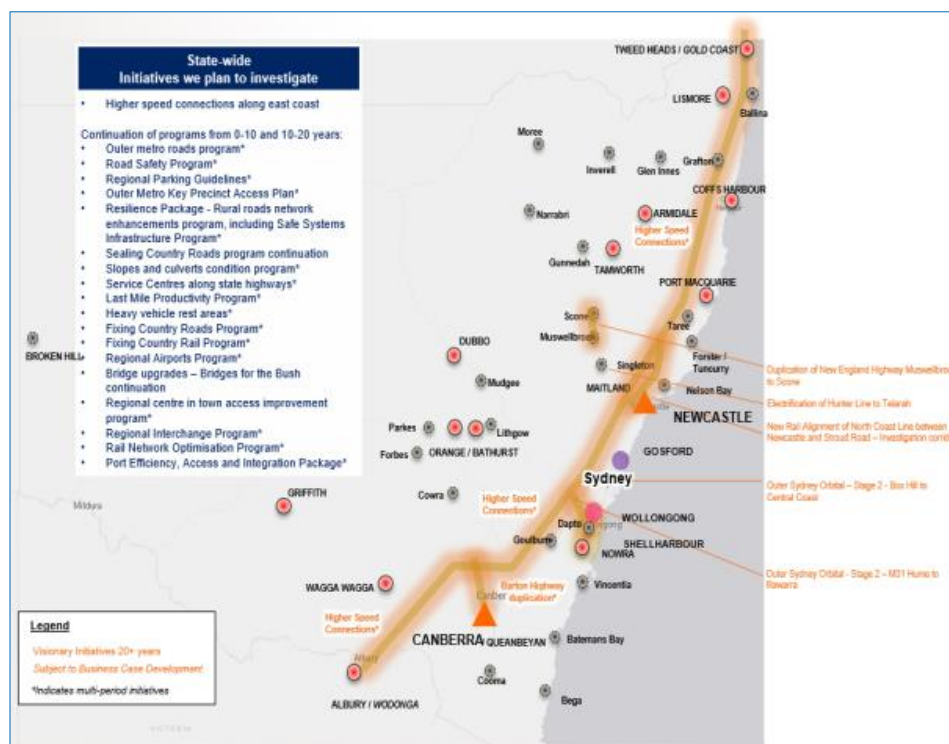 State-wide
Initiatives we plan to investigate
• Higher speed connections along east coast
Continuation of programs from 0-10 and 10-20 years:
• Outer metro roads program*
• Road Safety Program*
• Regional Parking Guidelines*
• Outer Metro Key Precinct Access Plan*
• Resilience Package - Rural roads network
enhancements program, including Safe Systems
Infrastructure Program*
• Sealing Country Roads program continuation
• Slopes and culverts condition program*
• Service Centres along state highways*
• Last Mile Productivity Program*
• Heavy vehicle rest areas*
• Fixing Country Roads Program*
• Fixing Country Rail Program*
• Regional Airports Program*
• Bridge upgrades – Bridges for the Bush
continuation
• Regional centre in town access improvement
program*
• Regional Interchange Program*
• Rail Network Optimisation Program*
• Port Efficiency, Access and Integration Package*
TWEED HEADS / GOLD COAST
LISMORE
Ballina
Moree
Inverell
Glen Innes
Grafton
COFFS HARBOUR
Narrabri
ARMIDALE
Higher Speed
Connections*
Gunnedah
TAMWORTH
PORT MACQUARIE
Scone
Taree
BROKEN HILL
Muswellbrook
Forster /
Tuncurry
DUBBO
Singleton
Duplication of New England Highway Muswellbroo
to Scone
Mudgee
MAITLAND
Nelson Bay
Electrification of Hunter Line to Telarah
NEWCASTLE
New Rail Alignment of North Coast Line between
Newcastle and Stroud Road – Investigation corrid
Parkes
Lithgow
ORANGE / BATHURST
Forbes
GOSFORD
Sydney
Outer Sydney Orbital – Stage 2 - Box Hill to
Central Coast
Mildura
GRIFFITH
Cowra
Higher Speed
Connections*
WOLLONGONG
Dapto
Goulburn
SHELLHARBOUR
NOWRA
Outer Sydney Orbital - Stage 2 – M31 Hume to
Illawarra
WAGGA WAGGA
Barton Highway
duplication*
Canber
Vincentia
Higher Speed
Connections*
CANBERRA
QUEANBEYAN
Batemans Bay
Albury
Cooma
ALBURY / WODONGA
Bega
VICTORIA
Legend
Visionary Initiatives 20+ years
Subject to Business Case Development
*Indicates multi-period initiatives